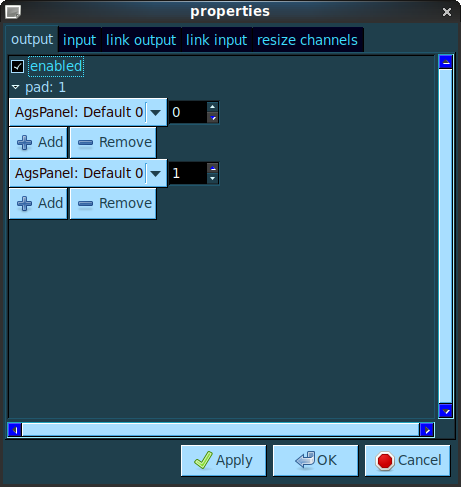 properties
output input link output link input resize channels
enabled
pad: 1
AgsPanel: Default 0 0
Add Remove
AgsPanel: Default 0 1
Add Remove
Apply OK Cancel